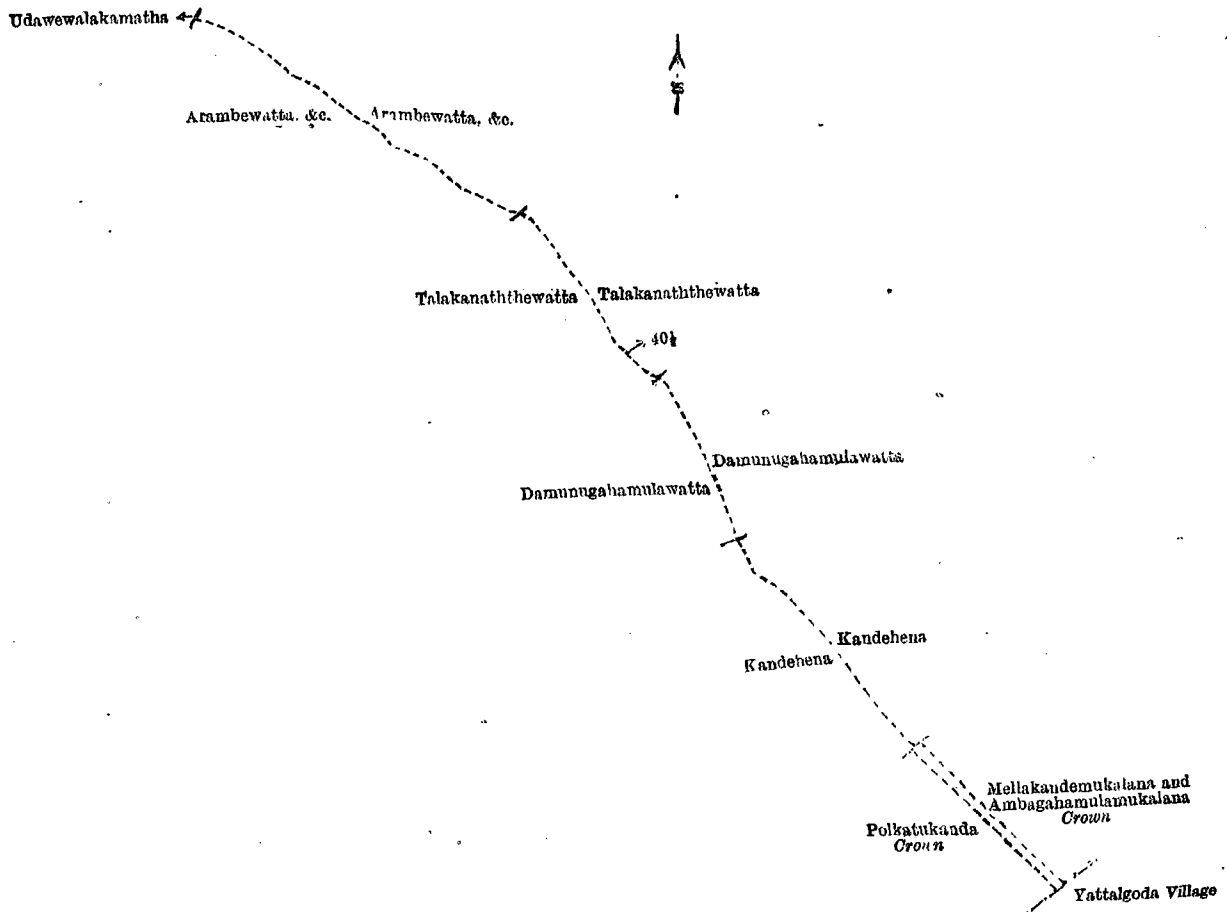 Udawewalakamatha
Arambewatta, &c.
Arambewatta, &c.
Talakanaththewatta
Talakanaththewatta
40½
Damunugahamulawatta
Damunugahamulawatta
Kandehena
Kandehena
Mellakandemukalana and
Ambagahamulamukalana
Crown
Polkatukanda
Crown
Yattalgoda Village